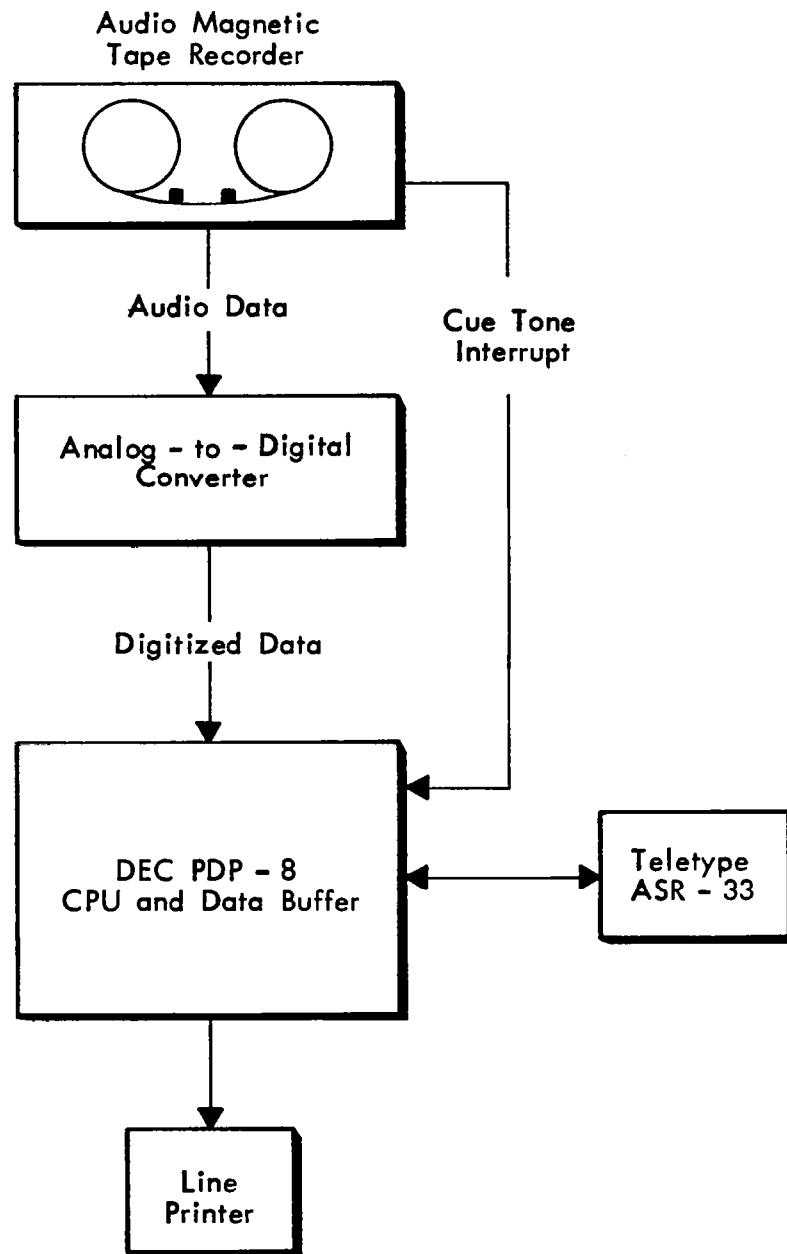 Audio Magnetic
Tape Recorder
Audio Data
Cue Tone
Interrupt
Analog - to - Digital
Converter
Digitized Data
DEC PDP - 8
CPU and Data Buffer
Teletype
ASR - 33
Line
Printer